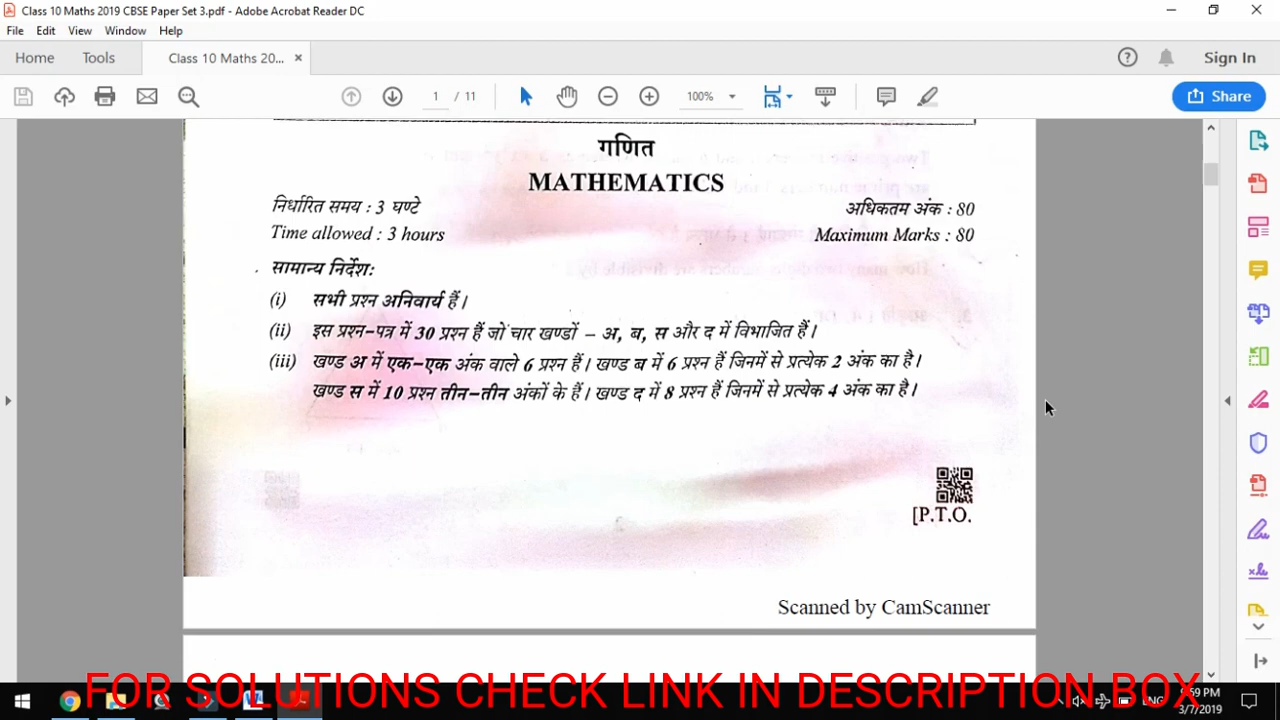 Class 10 Maths 2019 CBSE Paper Set 3.pdf - Adobe Acrobat Reader DC
File Edit View Window Help
Home Tools Class 10 Maths 20... × Sign In
1 / 11 100% Share
गणित
MATHEMATICS
निर्धारित समय : 3 घण्टे अधिकतम अंक : 80
Time allowed : 3 hours Maximum Marks : 80
सामान्य निर्देश:
(i) सभी प्रश्न अनिवार्य हैं।
(ii) इस प्रश्न-पत्र में 30 प्रश्न हैं जो चार खण्डों – अ, ब, स और द में विभाजित हैं।
(iii) खण्ड अ में एक-एक अंक वाले 6 प्रश्न हैं। खण्ड ब में 6 प्रश्न हैं जिनमें से प्रत्येक 2 अंक का है।
खण्ड स में 10 प्रश्न तीन-तीन अंकों के हैं। खण्ड द में 8 प्रश्न हैं जिनमें से प्रत्येक 4 अंक का है।
[P.T.O.
Scanned by CamScanner
FOR SOLUTIONS CHECK LINK IN DESCRIPTION BOX
ENG :59 PM
3/7/2019